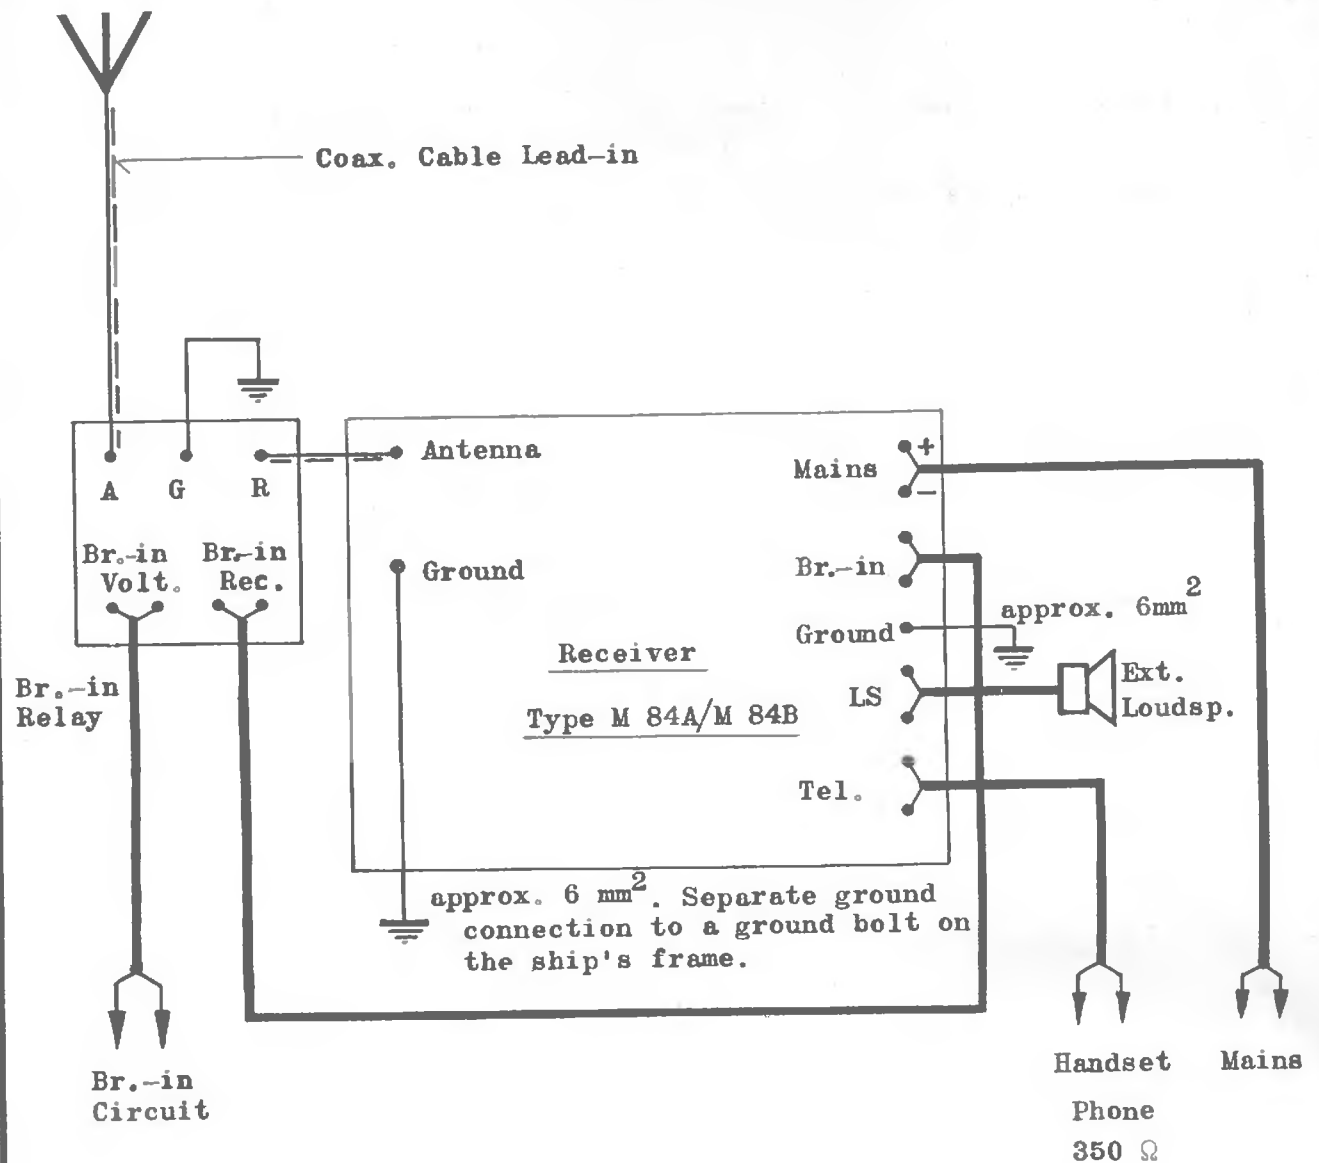 Coax. Cable Lead-in
A G R
Br.-in Volt.
Br.-in Rec.
Br.-in
Relay
Antenna
Ground
Receiver
Type M 84A/M 84B
Mains + -
Br.-in
Ground
LS
Tel.
approx. 6mm²
Ext.
Loudsp.
approx. 6 mm². Separate ground
connection to a ground bolt on
the ship's frame.
Br.-in
Circuit
Handset
Phone
350 Ω
Mains